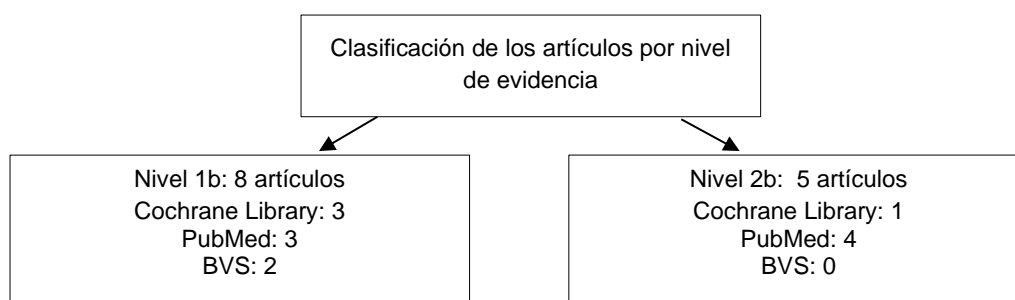 Clasificación de los artículos por nivel
de evidencia
Nivel 1b: 8 artículos
Cochrane Library: 3
PubMed: 3
BVS: 2
Nivel 2b:  5 artículos
Cochrane Library: 1
PubMed: 4
BVS: 0